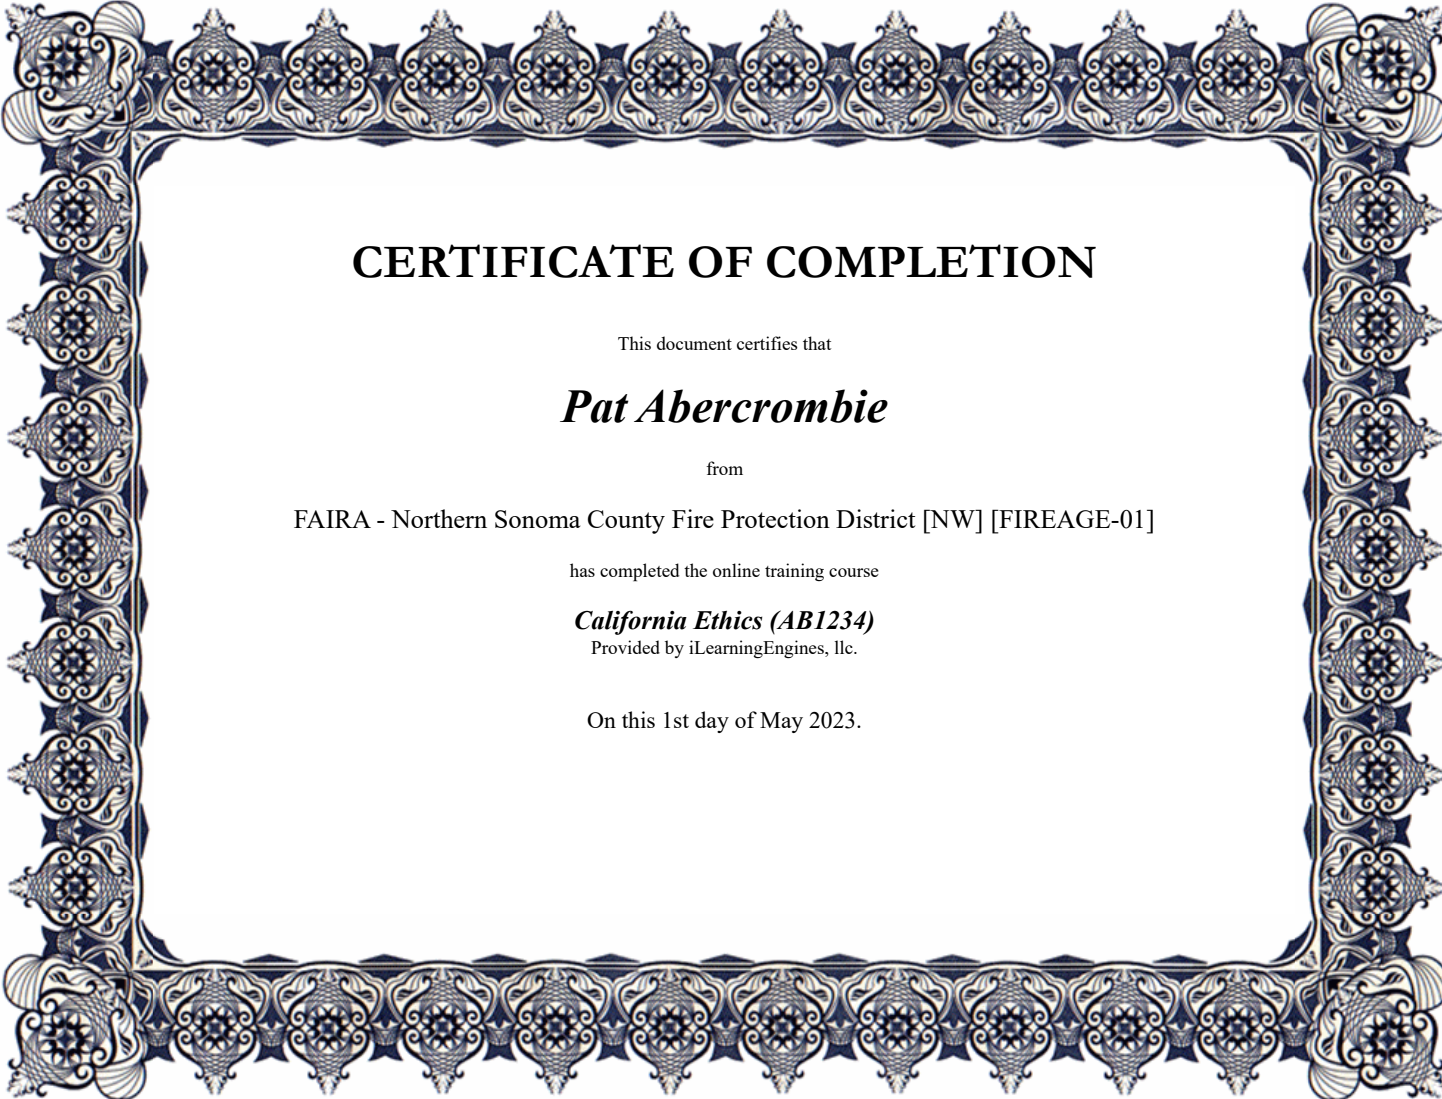 CERTIFICATE OF COMPLETION
This document certifies that
Pat Abercrombie
from
FAIRA - Northern Sonoma County Fire Protection District [NW] [FIREAGE-01]
has completed the online training course
California Ethics (AB1234)
Provided by iLearningEngines, llc.
On this 1st day of May 2023.